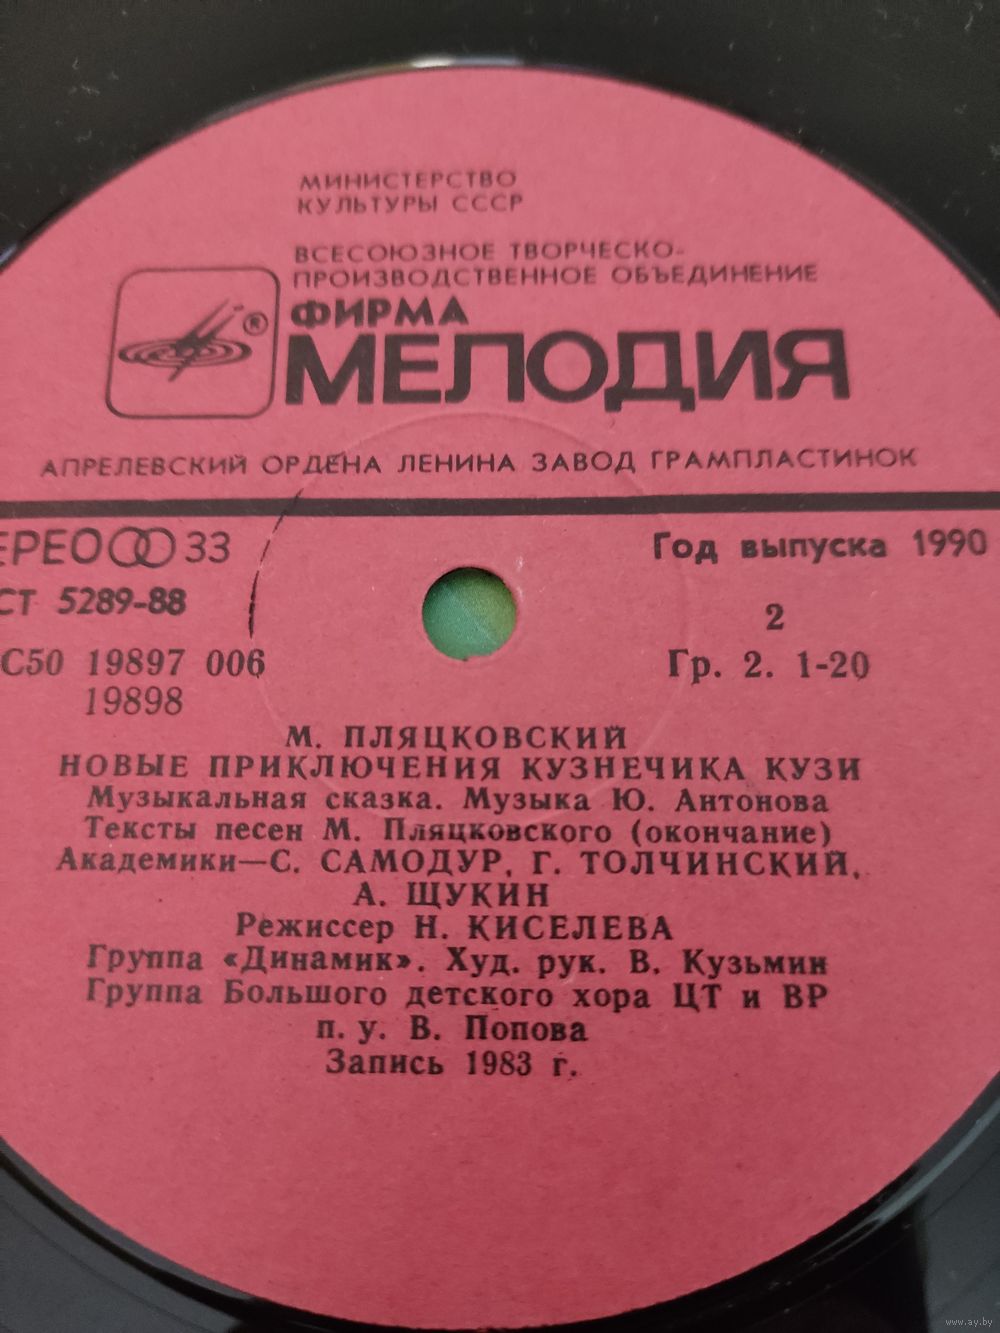 МИНИСТЕРСТВО
КУЛЬТУРЫ СССР
ВСЕСОЮЗНОЕ ТВОРЧЕСКО-
ПРОИЗВОДСТВЕННОЕ ОБЪЕДИНЕНИЕ
ФИРМА
®
МЕЛОДИЯ
АПРЕЛЕВСКИЙ ОРДЕНА ЛЕНИНА ЗАВОД ГРАМПЛАСТИНОК
ЕРЕО 33 Год выпуска 1990
СТ 5289-88
2
С50 19897 006 Гр. 2. 1-20
19898
М. ПЛЯЦКОВСКИЙ
НОВЫЕ ПРИКЛЮЧЕНИЯ КУЗНЕЧИКА КУЗИ
Музыкальная сказка. Музыка Ю. Антонова
Тексты песен М. Пляцковского (окончание)
Академики—С. САМОДУР, Г. ТОЛЧИНСКИЙ,
А. ЩУКИН
Режиссер Н. КИСЕЛЕВА
Группа «Динамик». Худ. рук. В. Кузьмин
Группа Большого детского хора ЦТ и ВР
п. у. В. Попова
Запись 1983 г.
www.ay.by